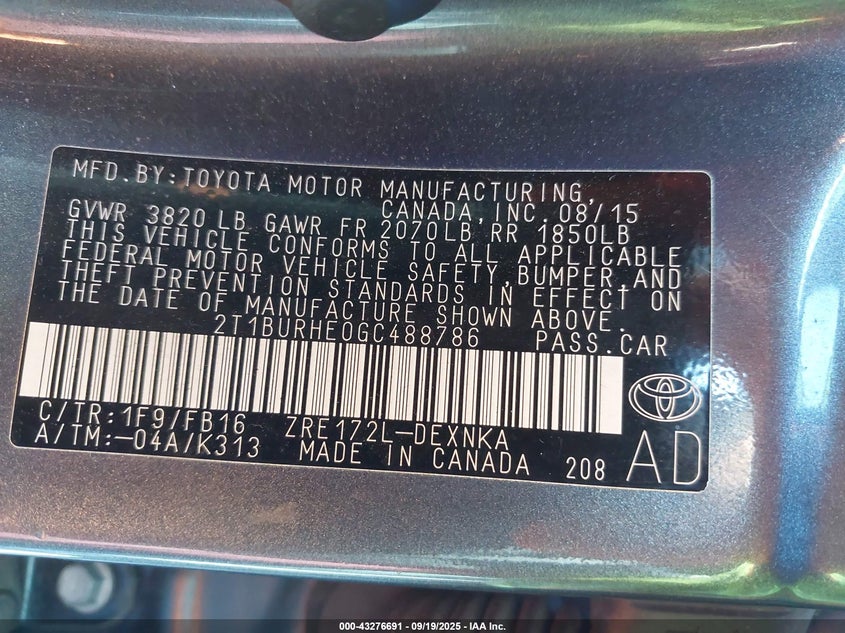 MFD.BY:TOYOTA MOTOR MANUFACTURING,
CANADA,INC.08/15
GVWR 3820 LB GAWR FR 2070LB RR 1850LB
THIS VEHICLE CONFORMS TO ALL APPLICABLE
FEDERAL MOTOR VEHICLE SAFETY,BUMPER,AND
THEFT PREVENTION STANDARDS IN EFFECT ON
THE DATE OF MANUFACTURE SHOWN ABOVE.
2T1BURHE0GC488786 PASS.CAR
C/TR:1F9/FB16 ZRE172L-DEXNKA
A/TM:-04A/K313 MADE IN CANADA 208 AD
000-43276691 - 09/19/2025 - IAA Inc.